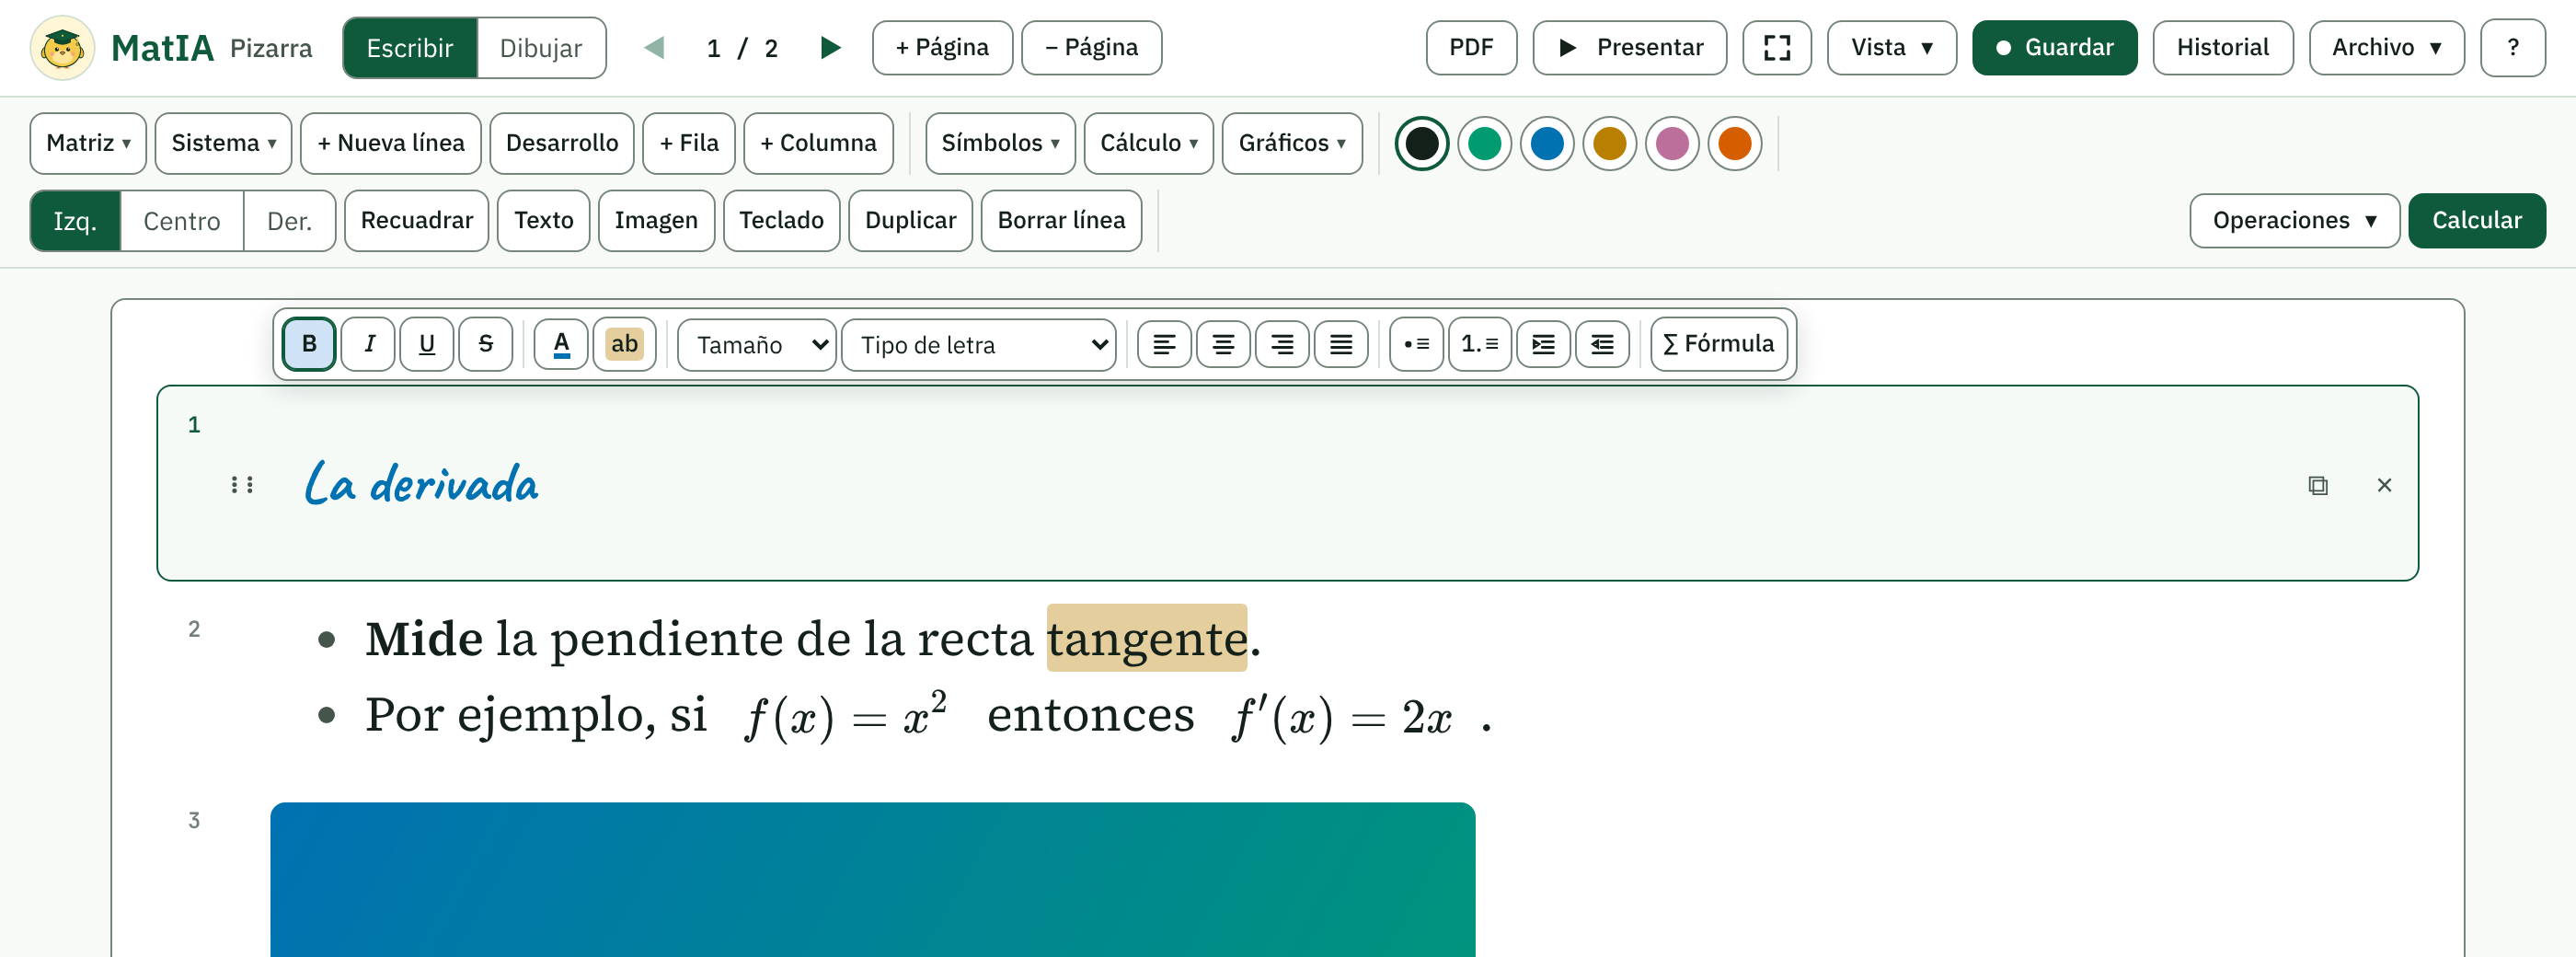 MatIA Pizarra Escribir Dibujar ◀ 1 / 2 ▶ + Página − Página PDF ▶ Presentar Vista ▾ Guardar Historial Archivo ▾ ?
Matriz ▾ Sistema ▾ + Nueva línea Desarrollo + Fila + Columna Símbolos ▾ Cálculo ▾ Gráficos ▾
Izq. Centro Der. Recuadrar Texto Imagen Teclado Duplicar Borrar línea Operaciones ▾ Calcular
B I U S A ab Tamaño Tipo de letra 1. ∑ Fórmula
1
La derivada
2
• Mide la pendiente de la recta tangente.
• Por ejemplo, si f(x) = x² entonces f′(x) = 2x .
3